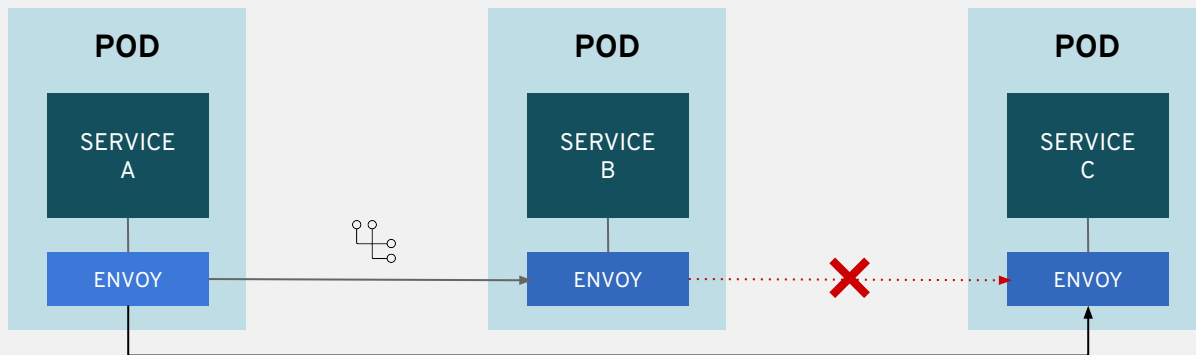 POD
SERVICE
A
ENVOY
POD
SERVICE
B
ENVOY
POD
SERVICE
C
ENVOY